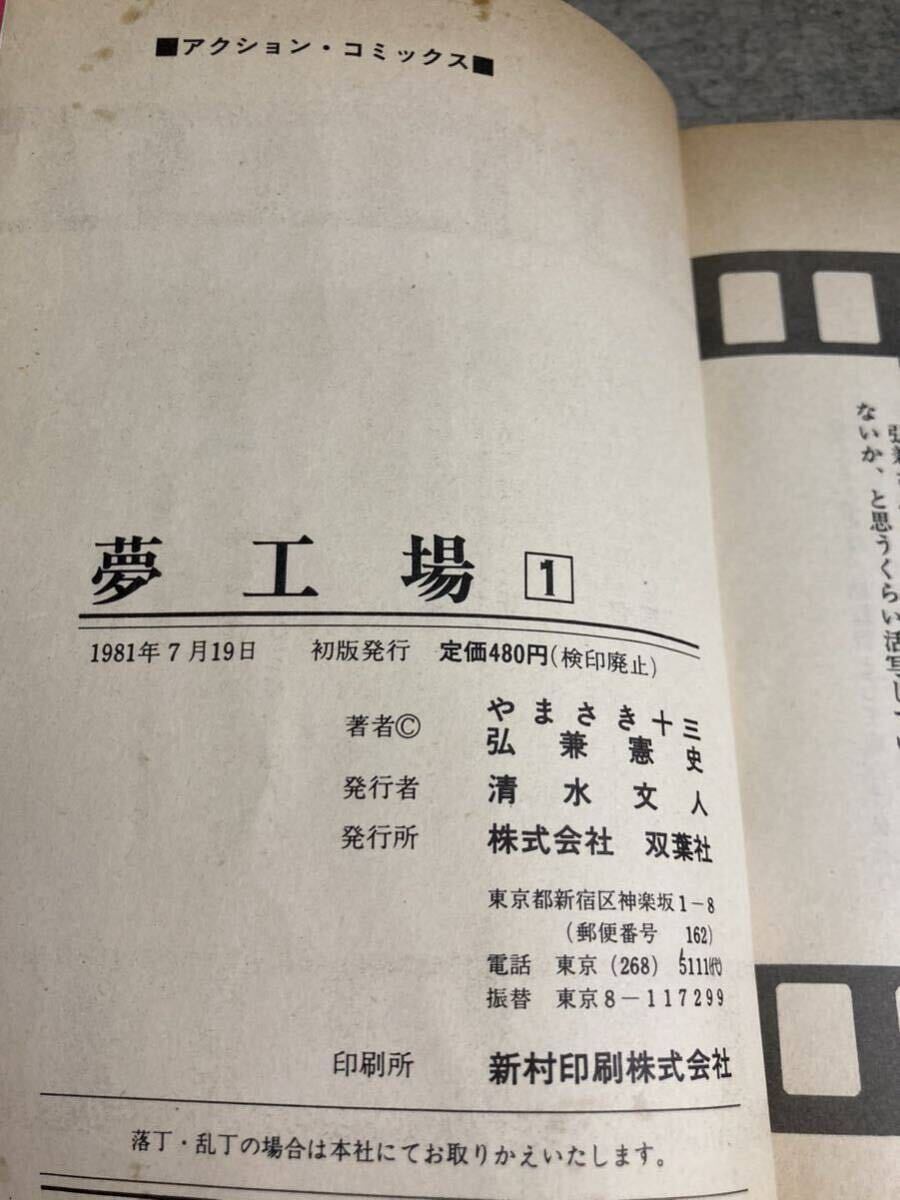 ■アクション・コミックス■
夢工場 1
1981年7月19日 初版発行 定価480円(検印廃止)
著者© やまさき十三
弘兼憲史
発行者 清水文人
発行所 株式会社 双葉社
東京都新宿区神楽坂1-8
(郵便番号 162)
電話 東京(268) 5111(代)
振替 東京8-117299
印刷所 新村印刷株式会社
落丁・乱丁の場合は本社にてお取りかえいたします。
ないか、と思うくらい活写して